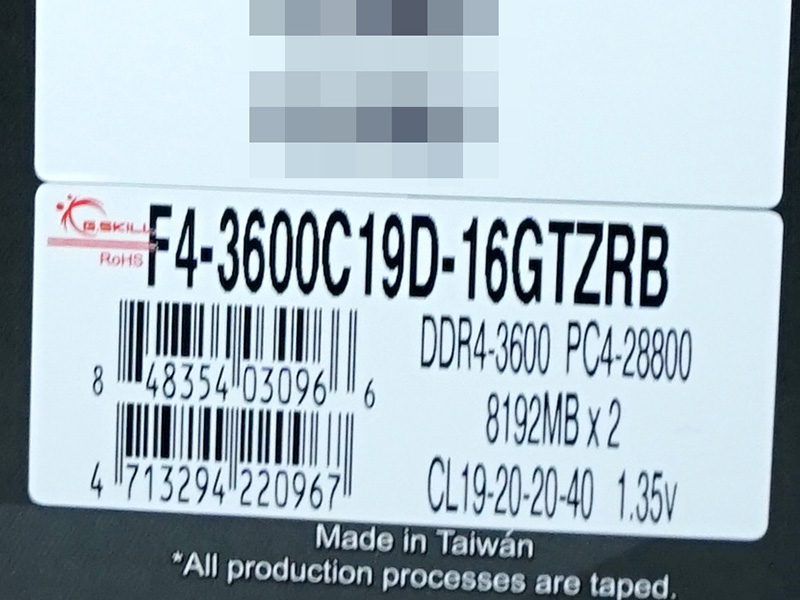 G.SKILL
RoHS
F4-3600C19D-16GTZRB
DDR4-3600 PC4-28800
8192MB x 2
CL19-20-20-40 1.35v
8 48354 03096 6
4 713294 220967
Made in Taiwan
*All production processes are taped.